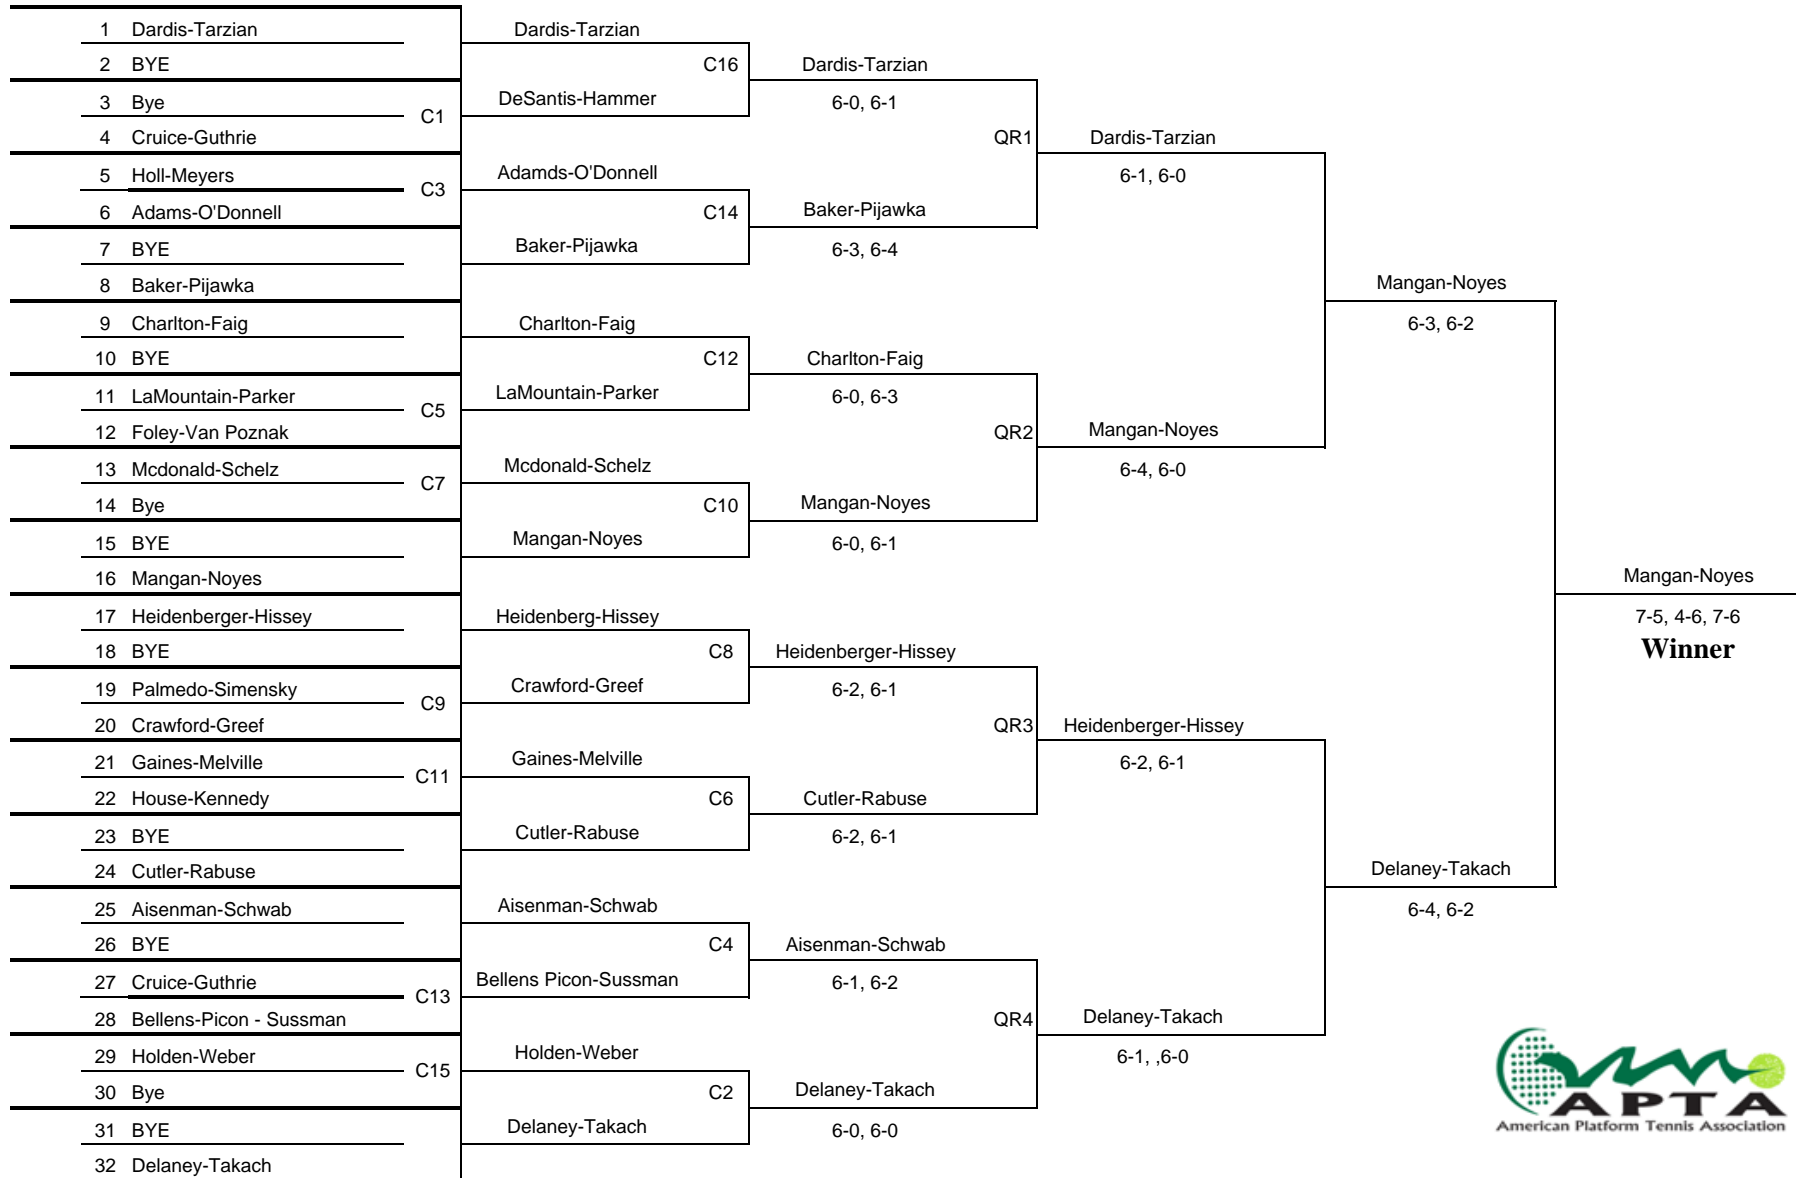 1 Dardis-Tarzian
2 BYE
3 Bye
4 Cruice-Guthrie
C1
5 Holl-Meyers
6 Adams-O'Donnell
C3
7 BYE
8 Baker-Pijawka
9 Charlton-Faig
10 BYE
11 LaMountain-Parker
12 Foley-Van Poznak
C5
13 Mcdonald-Schelz
14 Bye
C7
15 BYE
16 Mangan-Noyes
17 Heidenberger-Hissey
18 BYE
19 Palmedo-Simensky
20 Crawford-Greef
C9
21 Gaines-Melville
22 House-Kennedy
C11
23 BYE
24 Cutler-Rabuse
25 Aisenman-Schwab
26 BYE
27 Cruice-Guthrie
28 Bellens-Picon - Sussman
C13
29 Holden-Weber
30 Bye
C15
31 BYE
32 Delaney-Takach
Dardis-Tarzian
C16
DeSantis-Hammer
Adamds-O'Donnell
C14
Baker-Pijawka
Charlton-Faig
C12
LaMountain-Parker
Mcdonald-Schelz
C10
Mangan-Noyes
Heidenberg-Hissey
C8
Crawford-Greef
Gaines-Melville
C6
Cutler-Rabuse
Aisenman-Schwab
C4
Bellens Picon-Sussman
Holden-Weber
C2
Delaney-Takach
Dardis-Tarzian
6-0, 6-1
QR1
Baker-Pijawka
6-3, 6-4
Charlton-Faig
6-0, 6-3
QR2
Mangan-Noyes
6-0, 6-1
Heidenberger-Hissey
6-2, 6-1
QR3
Cutler-Rabuse
6-2, 6-1
Aisenman-Schwab
6-1, 6-2
QR4
Delaney-Takach
6-0, 6-0
Dardis-Tarzian
6-1, 6-0
Mangan-Noyes
6-4, 6-0
Heidenberger-Hissey
6-2, 6-1
Delaney-Takach
6-1, ,6-0
Mangan-Noyes
6-3, 6-2
Delaney-Takach
6-4, 6-2
Mangan-Noyes
7-5, 4-6, 7-6
Winner
APTA
American Platform Tennis Association